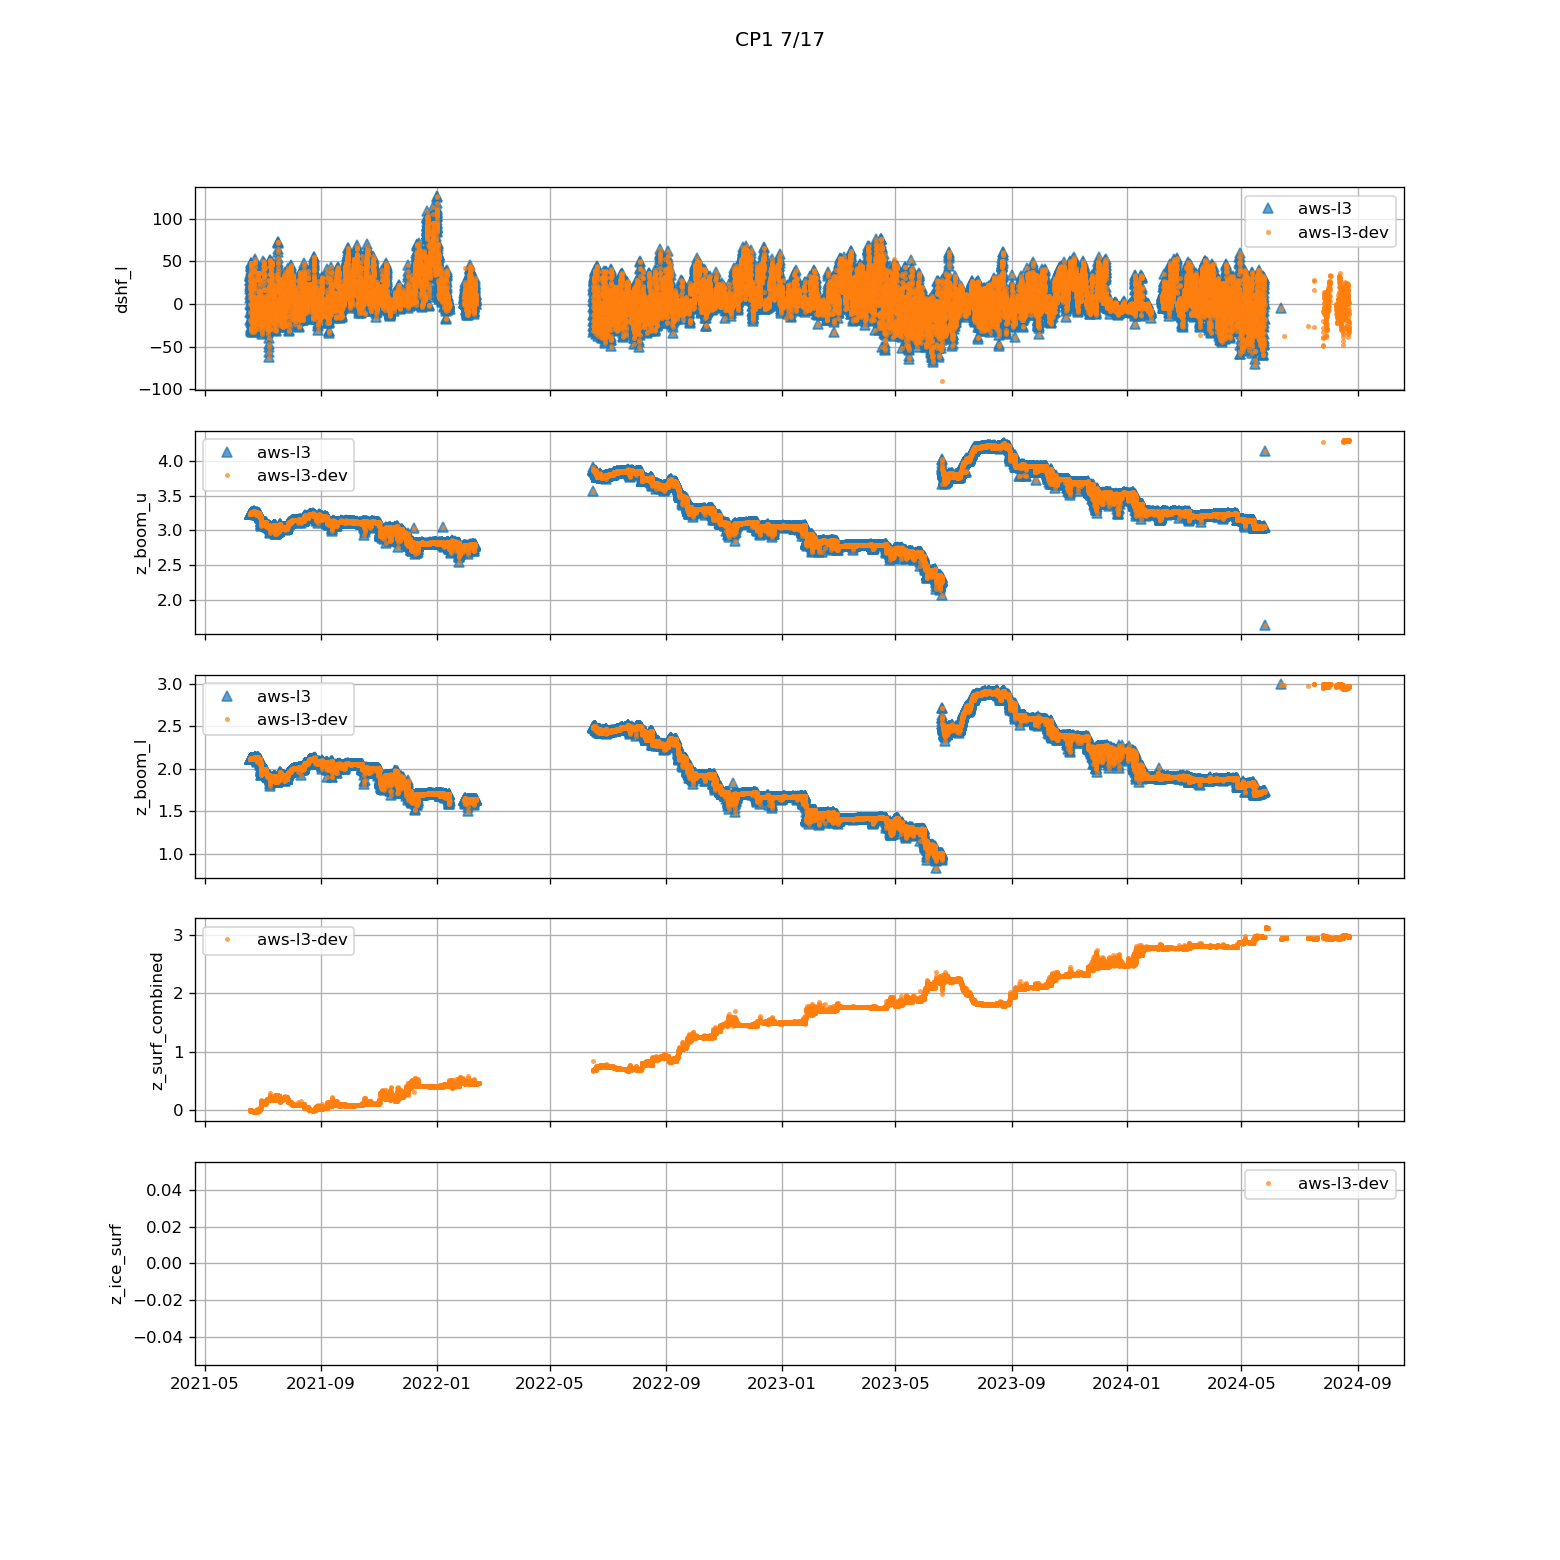 CP1 7/17
dshf_l
100
50
0
−50
−100
aws-l3
aws-l3-dev
z_boom_u
4.0
3.5
3.0
2.5
2.0
aws-l3
aws-l3-dev
z_boom_l
3.0
2.5
2.0
1.5
1.0
aws-l3
aws-l3-dev
z_surf_combined
3
2
1
0
aws-l3-dev
z_ice_surf
0.04
0.02
0.00
−0.02
−0.04
aws-l3-dev
2021-05 2021-09 2022-01 2022-05 2022-09 2023-01 2023-05 2023-09 2024-01 2024-05 2024-09